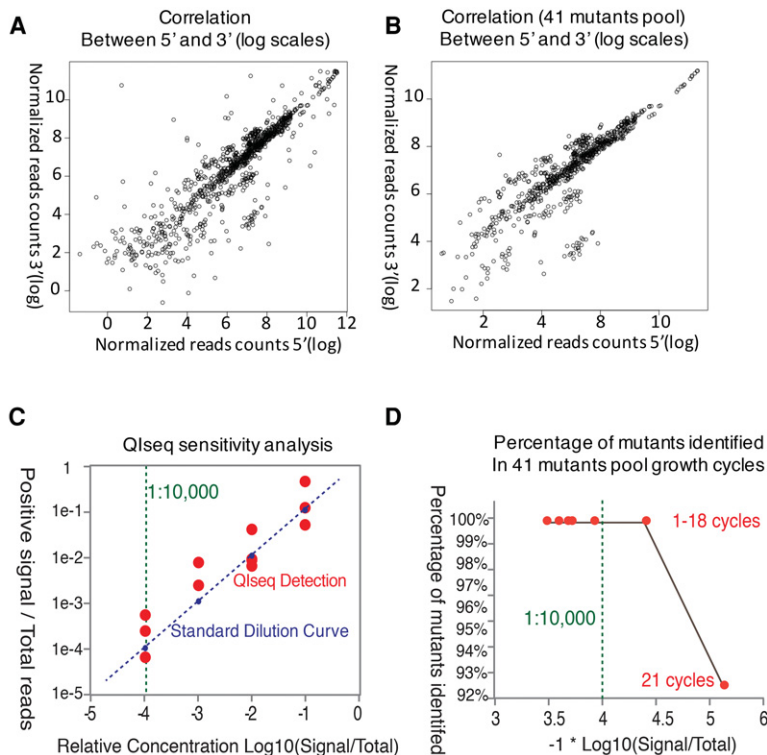 A
Correlation
Between 5' and 3' (log scales)
Normalized reads counts 3'(log)
10
8
6
4
2
0
0 2 4 6 8 10 12
Normalized reads counts 5'(log)
B
Correlation (41 mutants pool)
Between 5' and 3' (log scales)
Normalized reads counts 3'(log)
10
8
6
4
2
2 4 6 8 10
Normalized reads counts 5'(log)
C
QIseq sensitivity analysis
Positive signal / Total reads
1
1e-1
1e-2
1e-3
1e-4
1e-5
1:10,000
QIseq Detection
Standard Dilution Curve
-5 -4 -3 -2 -1 0
Relative Concentration Log10(Signal/Total)
D
Percentage of mutants identified
In 41 mutants pool growth cycles
Percentage of mutants identifed
100%
99%
98%
97%
96%
95%
94%
93%
92%
1-18 cycles
1:10,000
21 cycles
3 3.5 4 4.5 5 5.5 6
-1 * Log10(Signal/Total)